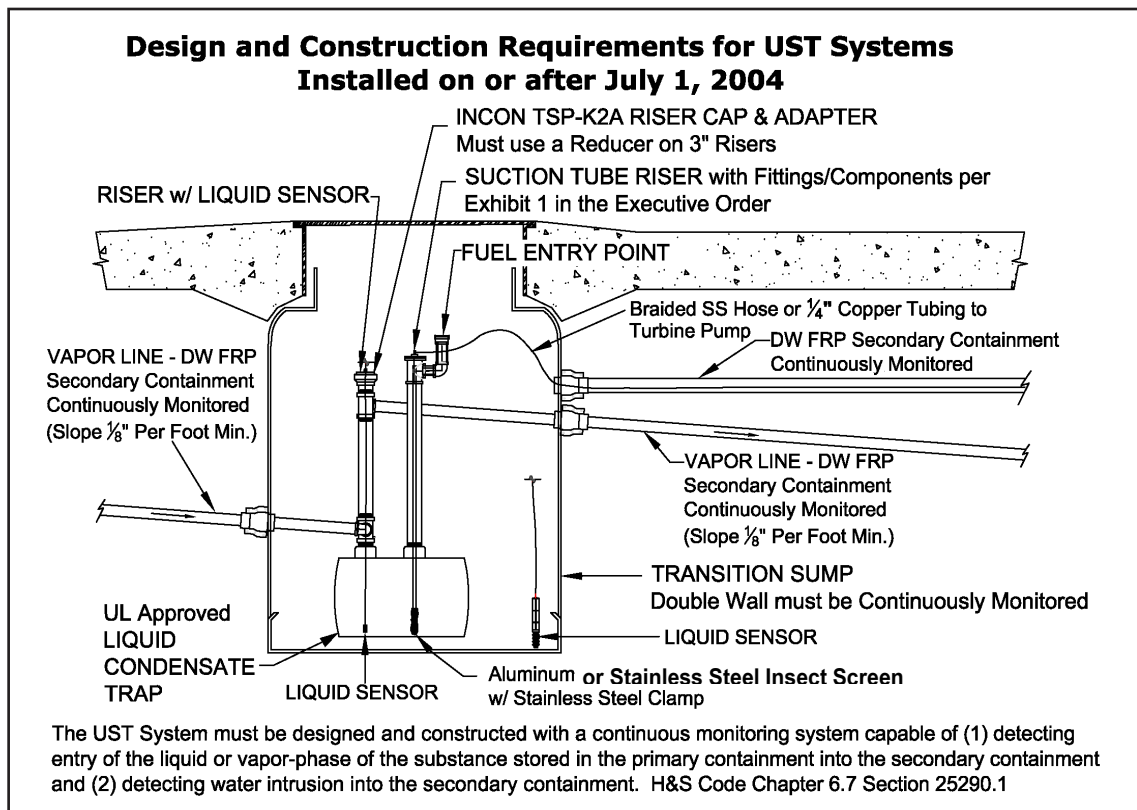 Design and Construction Requirements for UST Systems
Installed on or after July 1, 2004
INCON TSP-K2A RISER CAP & ADAPTER
Must use a Reducer on 3" Risers
SUCTION TUBE RISER with Fittings/Components per
Exhibit 1 in the Executive Order
RISER w/ LIQUID SENSOR
FUEL ENTRY POINT
Braided SS Hose or ¼" Copper Tubing to
Turbine Pump
DW FRP Secondary Containment
Continuously Monitored
VAPOR LINE - DW FRP
Secondary Containment
Continuously Monitored
(Slope ⅛" Per Foot Min.)
VAPOR LINE - DW FRP
Secondary Containment
Continuously Monitored
(Slope ⅛" Per Foot Min.)
TRANSITION SUMP
Double Wall must be Continuously Monitored
UL Approved
LIQUID
CONDENSATE
TRAP
LIQUID SENSOR
LIQUID SENSOR
Aluminum or Stainless Steel Insect Screen
w/ Stainless Steel Clamp
The UST System must be designed and constructed with a continuous monitoring system capable of (1) detecting
entry of the liquid or vapor-phase of the substance stored in the primary containment into the secondary containment
and (2) detecting water intrusion into the secondary containment. H&S Code Chapter 6.7 Section 25290.1